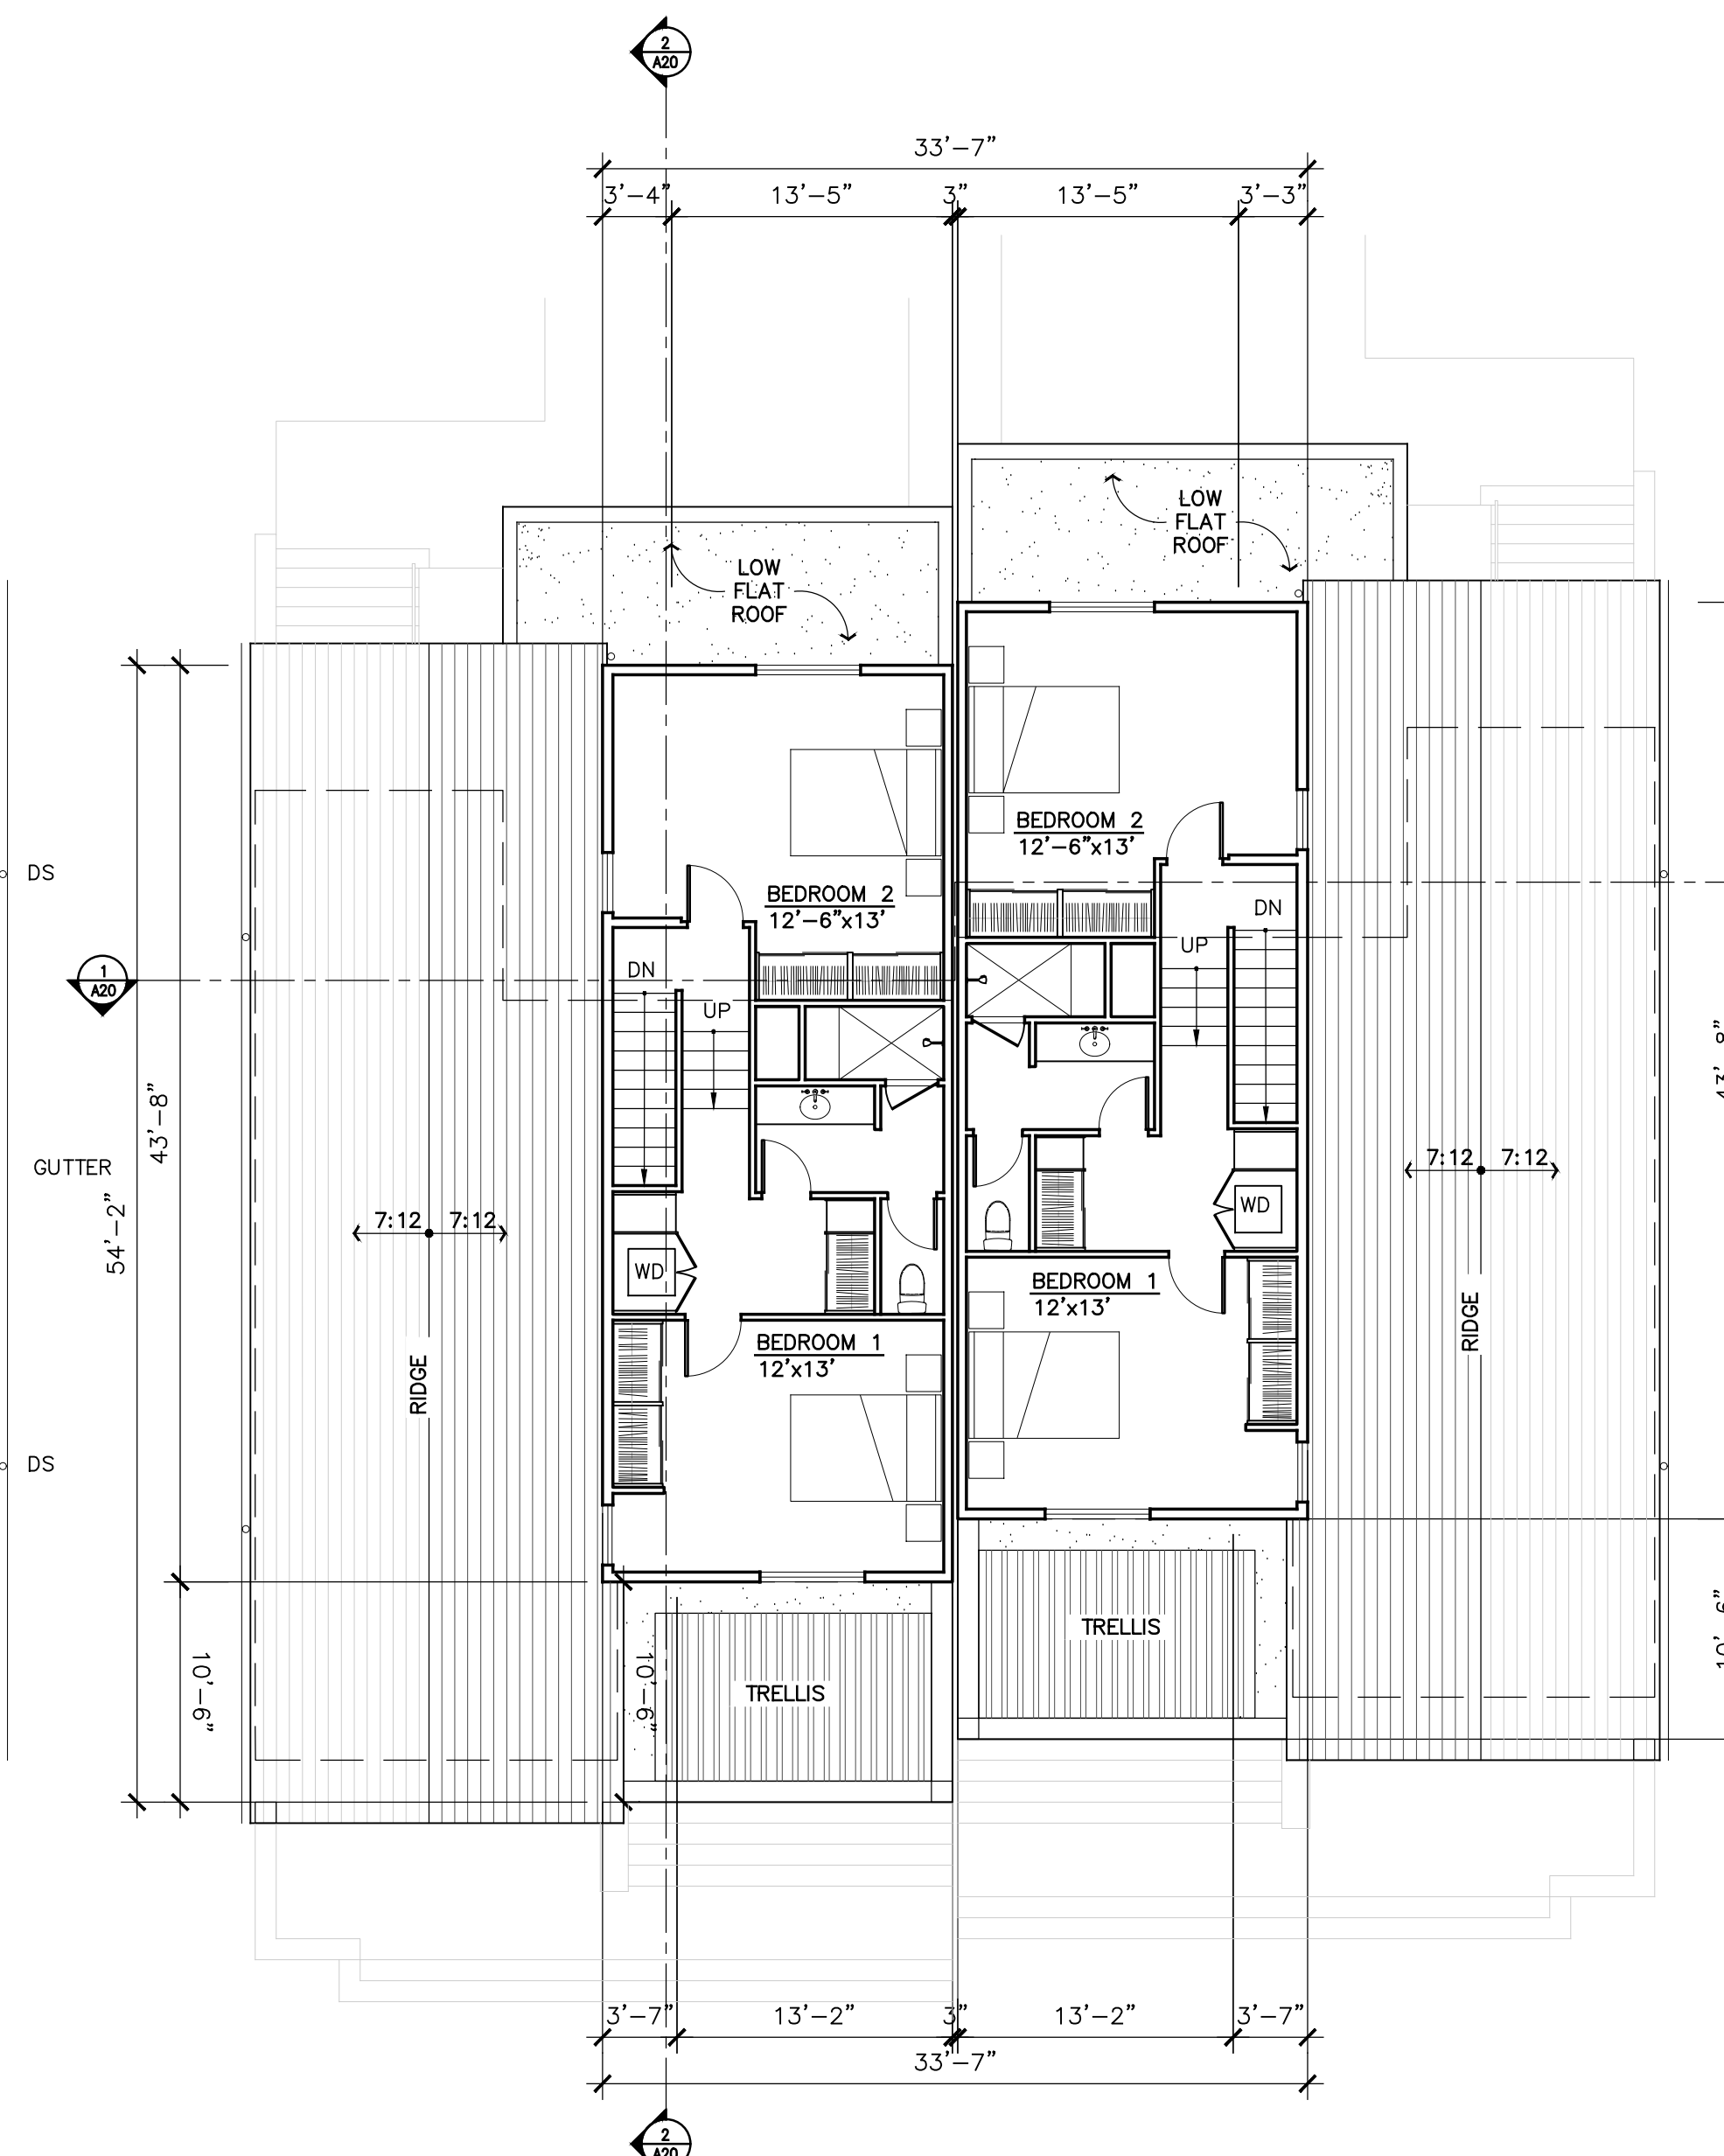 2
A20
33'-7"
3'-4"
13'-5"
3"
13'-5"
3'-3"
LOW
FLAT
ROOF
LOW
FLAT
ROOF
DS
BEDROOM 2
12'-6"x13'
BEDROOM 2
12'-6"x13'
DN
UP
1
A20
DN
UP
43'-8"
GUTTER
54'-2"
7:12
7:12
7:12
7:12
WD
WD
BEDROOM 1
12'x13'
BEDROOM 1
12'x13'
RIDGE
RIDGE
DS
10'-6"
10'-6"
TRELLIS
TRELLIS
3'-7"
13'-2"
3"
13'-2"
3'-7"
33'-7"
2
A20